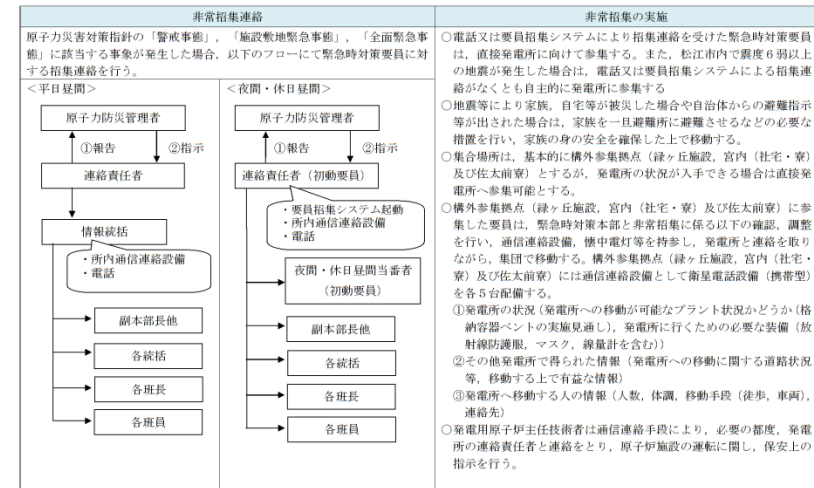 非常招集連絡
原子力災害対策指針の「警戒事態」，「施設敷地緊急事態」，「全面緊急事
態」に該当する事象が発生した場合，以下のフローにて緊急時対策要員に対
する招集連絡を行う。
＜平日昼間＞
原子力防災管理者
①報告
②指示
連絡責任者
情報統括
・所内通信連絡設備
・電話
副本部長他
各統括
各班長
各班員
＜夜間・休日昼間＞
原子力防災管理者
①報告
②指示
連絡責任者（初動要員）
・要員招集システム起動
・所内通信連絡設備
・電話
夜間・休日昼間当番者
（初動要員）
副本部長他
各統括
各班長
各班員
非常招集の実施
○電話又は要員招集システムにより招集連絡を受けた緊急時対策要員
は，直接発電所に向けて参集する。また，松江市内で震度６弱以上
の地震が発生した場合は，電話又は要員招集システムによる招集連
絡がなくとも自主的に発電所に参集する
○地震等により家族，自宅等が被災した場合や自治体からの避難指示
等が出された場合は，家族を一旦避難所に避難させるなどの必要な
措置を行い，家族の身の安全を確保した上で移動する。
○集合場所は，基本的に構外参集拠点（緑ヶ丘施設，宮内（社宅・寮）
及び佐太前寮）とするが，発電所の状況が入手できる場合は直接発
電所へ参集可能とする。
○構外参集拠点（緑ヶ丘施設，宮内（社宅・寮）及び佐太前寮）に参
集した要員は，緊急時対策本部と非常招集に係る以下の確認，調整
を行い，通信連絡設備，懐中電灯等を持参し，発電所と連絡を取り
ながら，集団で移動する。構外参集拠点（緑ヶ丘施設，宮内（社宅・
寮）及び佐太前寮）には通信連絡設備として衛星電話設備（携帯型）
を各５台配備する。
①発電所の状況（発電所への移動が可能なプラント状況かどうか（格
納容器ベントの実施見通し），発電所に行くための必要な装備（放
射線防護服，マスク，線量計を含む））
②その他発電所で得られた情報（発電所への移動に関する道路状況
等，移動する上で有益な情報）
③発電所へ移動する人の情報（人数，体調，移動手段（徒歩，車両），
連絡先）
○発電用原子炉主任技術者は通信連絡手段により，必要の都度，発電
所の連絡責任者と連絡をとり，原子炉施設の運転に関し，保安上の
指示を行う。